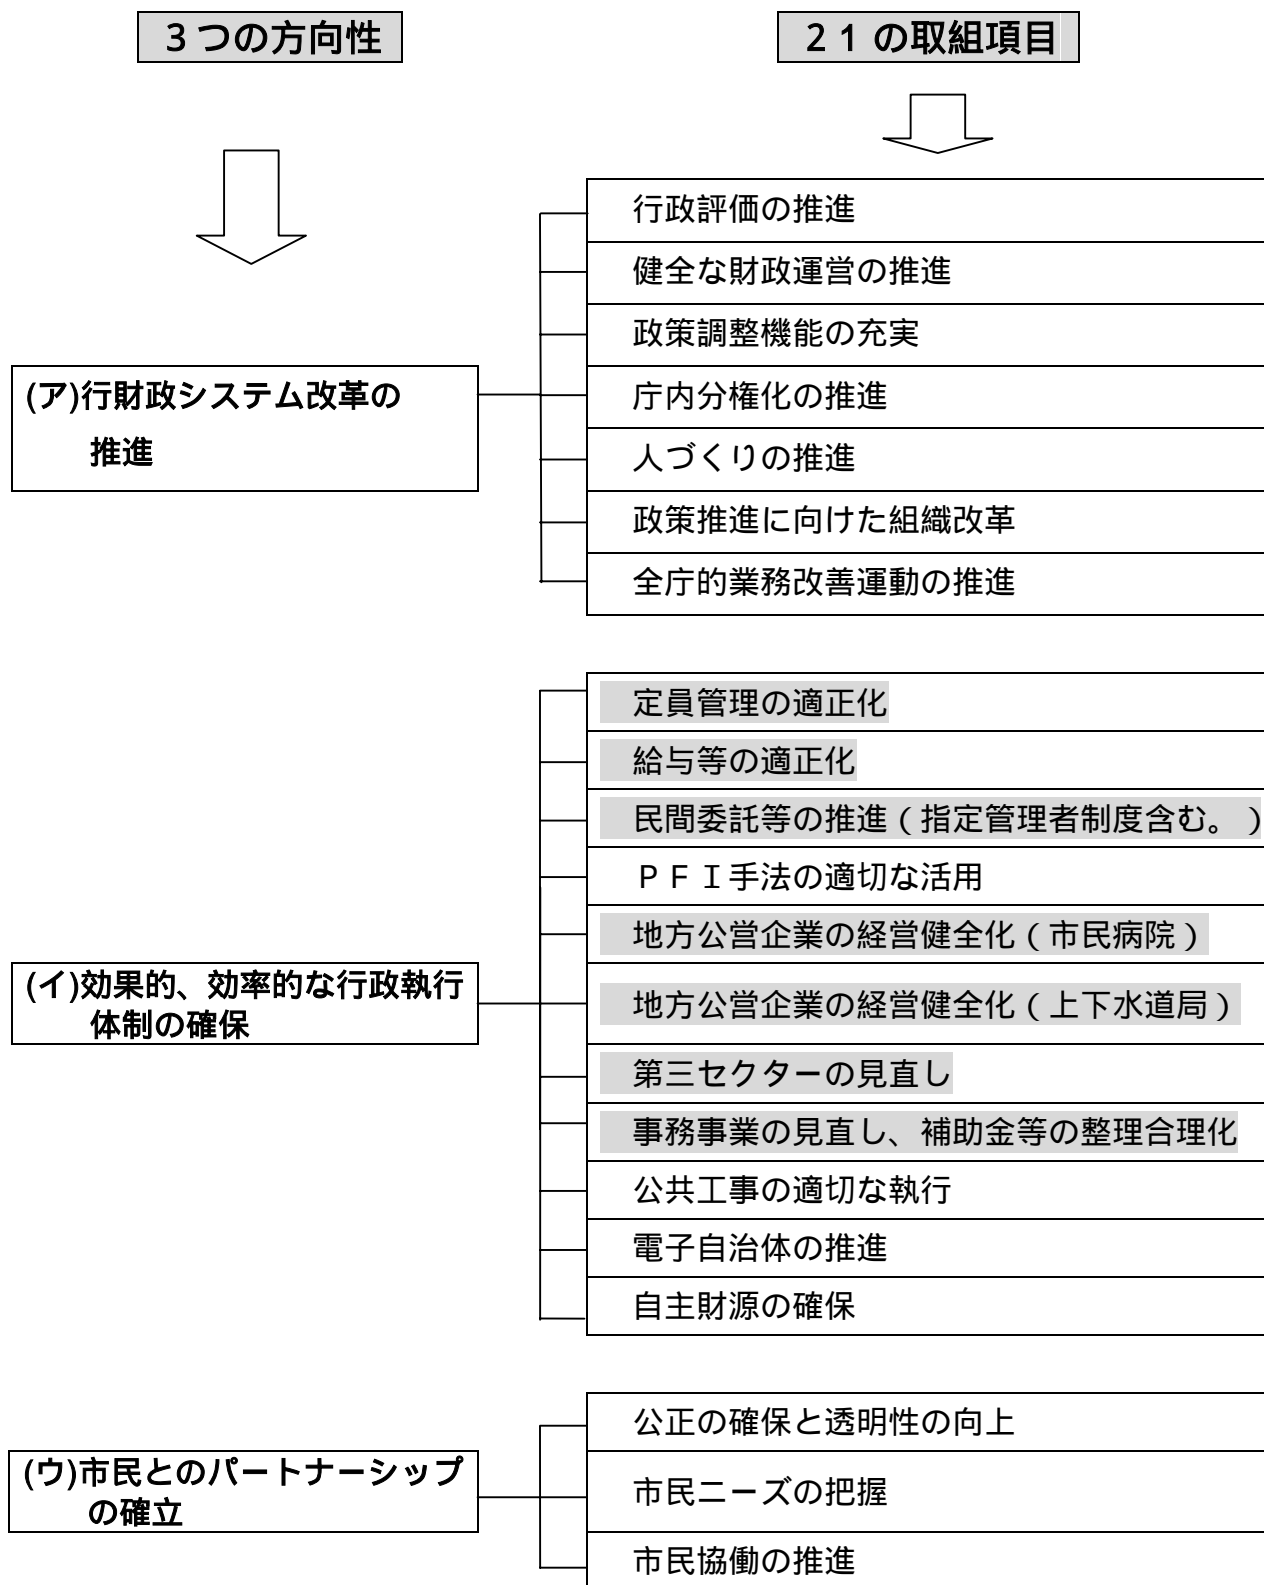 ３つの方向性
２１の取組項目
行政評価の推進
健全な財政運営の推進
政策調整機能の充実
庁内分権化の推進
人づくりの推進
政策推進に向けた組織改革
全庁的業務改善運動の推進
(ア)行財政システム改革の
推進
定員管理の適正化
給与等の適正化
民間委託等の推進（指定管理者制度含む。）
ＰＦＩ手法の適切な活用
地方公営企業の経営健全化（市民病院）
地方公営企業の経営健全化（上下水道局）
第三セクターの見直し
事務事業の見直し、補助金等の整理合理化
公共工事の適切な執行
電子自治体の推進
自主財源の確保
(イ)効果的、効率的な行政執行
体制の確保
公正の確保と透明性の向上
市民ニーズの把握
市民協働の推進
(ウ)市民とのパートナーシップ
の確立